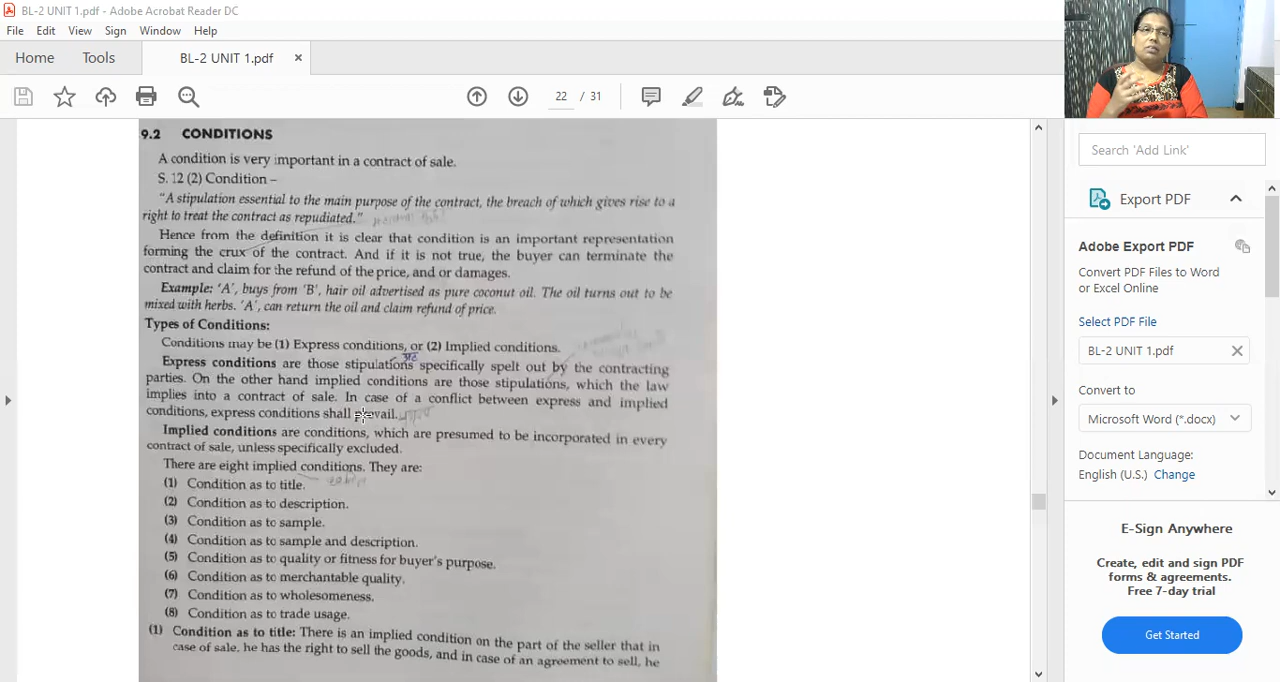 BL-2 UNIT 1.pdf - Adobe Acrobat Reader DC
File Edit View Sign Window Help
Home Tools BL-2 UNIT 1.pdf ×
22 / 31
9.2 CONDITIONS
A condition is very important in a contract of sale.
S. 12 (2) Condition –
"A stipulation essential to the main purpose of the contract, the breach of which gives rise to a
right to treat the contract as repudiated."
Hence from the definition it is clear that condition is an important representation
forming the crux of the contract. And if it is not true, the buyer can terminate the
contract and claim for the refund of the price, and or damages.
Example: 'A', buys from 'B', hair oil advertised as pure coconut oil. The oil turns out to be
mixed with herbs. 'A', can return the oil and claim refund of price.
Types of Conditions:
Conditions may be (1) Express conditions, or (2) Implied conditions.
Express conditions are those stipulations specifically spelt out by the contracting
parties. On the other hand implied conditions are those stipulations, which the law
implies into a contract of sale. In case of a conflict between express and implied
conditions, express conditions shall prevail.
Implied conditions are conditions, which are presumed to be incorporated in every
contract of sale, unless specifically excluded.
There are eight implied conditions. They are:
(1) Condition as to title.
(2) Condition as to description.
(3) Condition as to sample.
(4) Condition as to sample and description.
(5) Condition as to quality or fitness for buyer's purpose.
(6) Condition as to merchantable quality.
(7) Condition as to wholesomeness.
(8) Condition as to trade usage.
(1) Condition as to title: There is an implied condition on the part of the seller that in
case of sale, he has the right to sell the goods, and in case of an agreement to sell, he
Search 'Add Link'
Export PDF
Adobe Export PDF
Convert PDF Files to Word
or Excel Online
Select PDF File
BL-2 UNIT 1.pdf
Convert to
Microsoft Word (*.docx)
Document Language:
English (U.S.) Change
E-Sign Anywhere
Create, edit and sign PDF
forms & agreements.
Free 7-day trial
Get Started